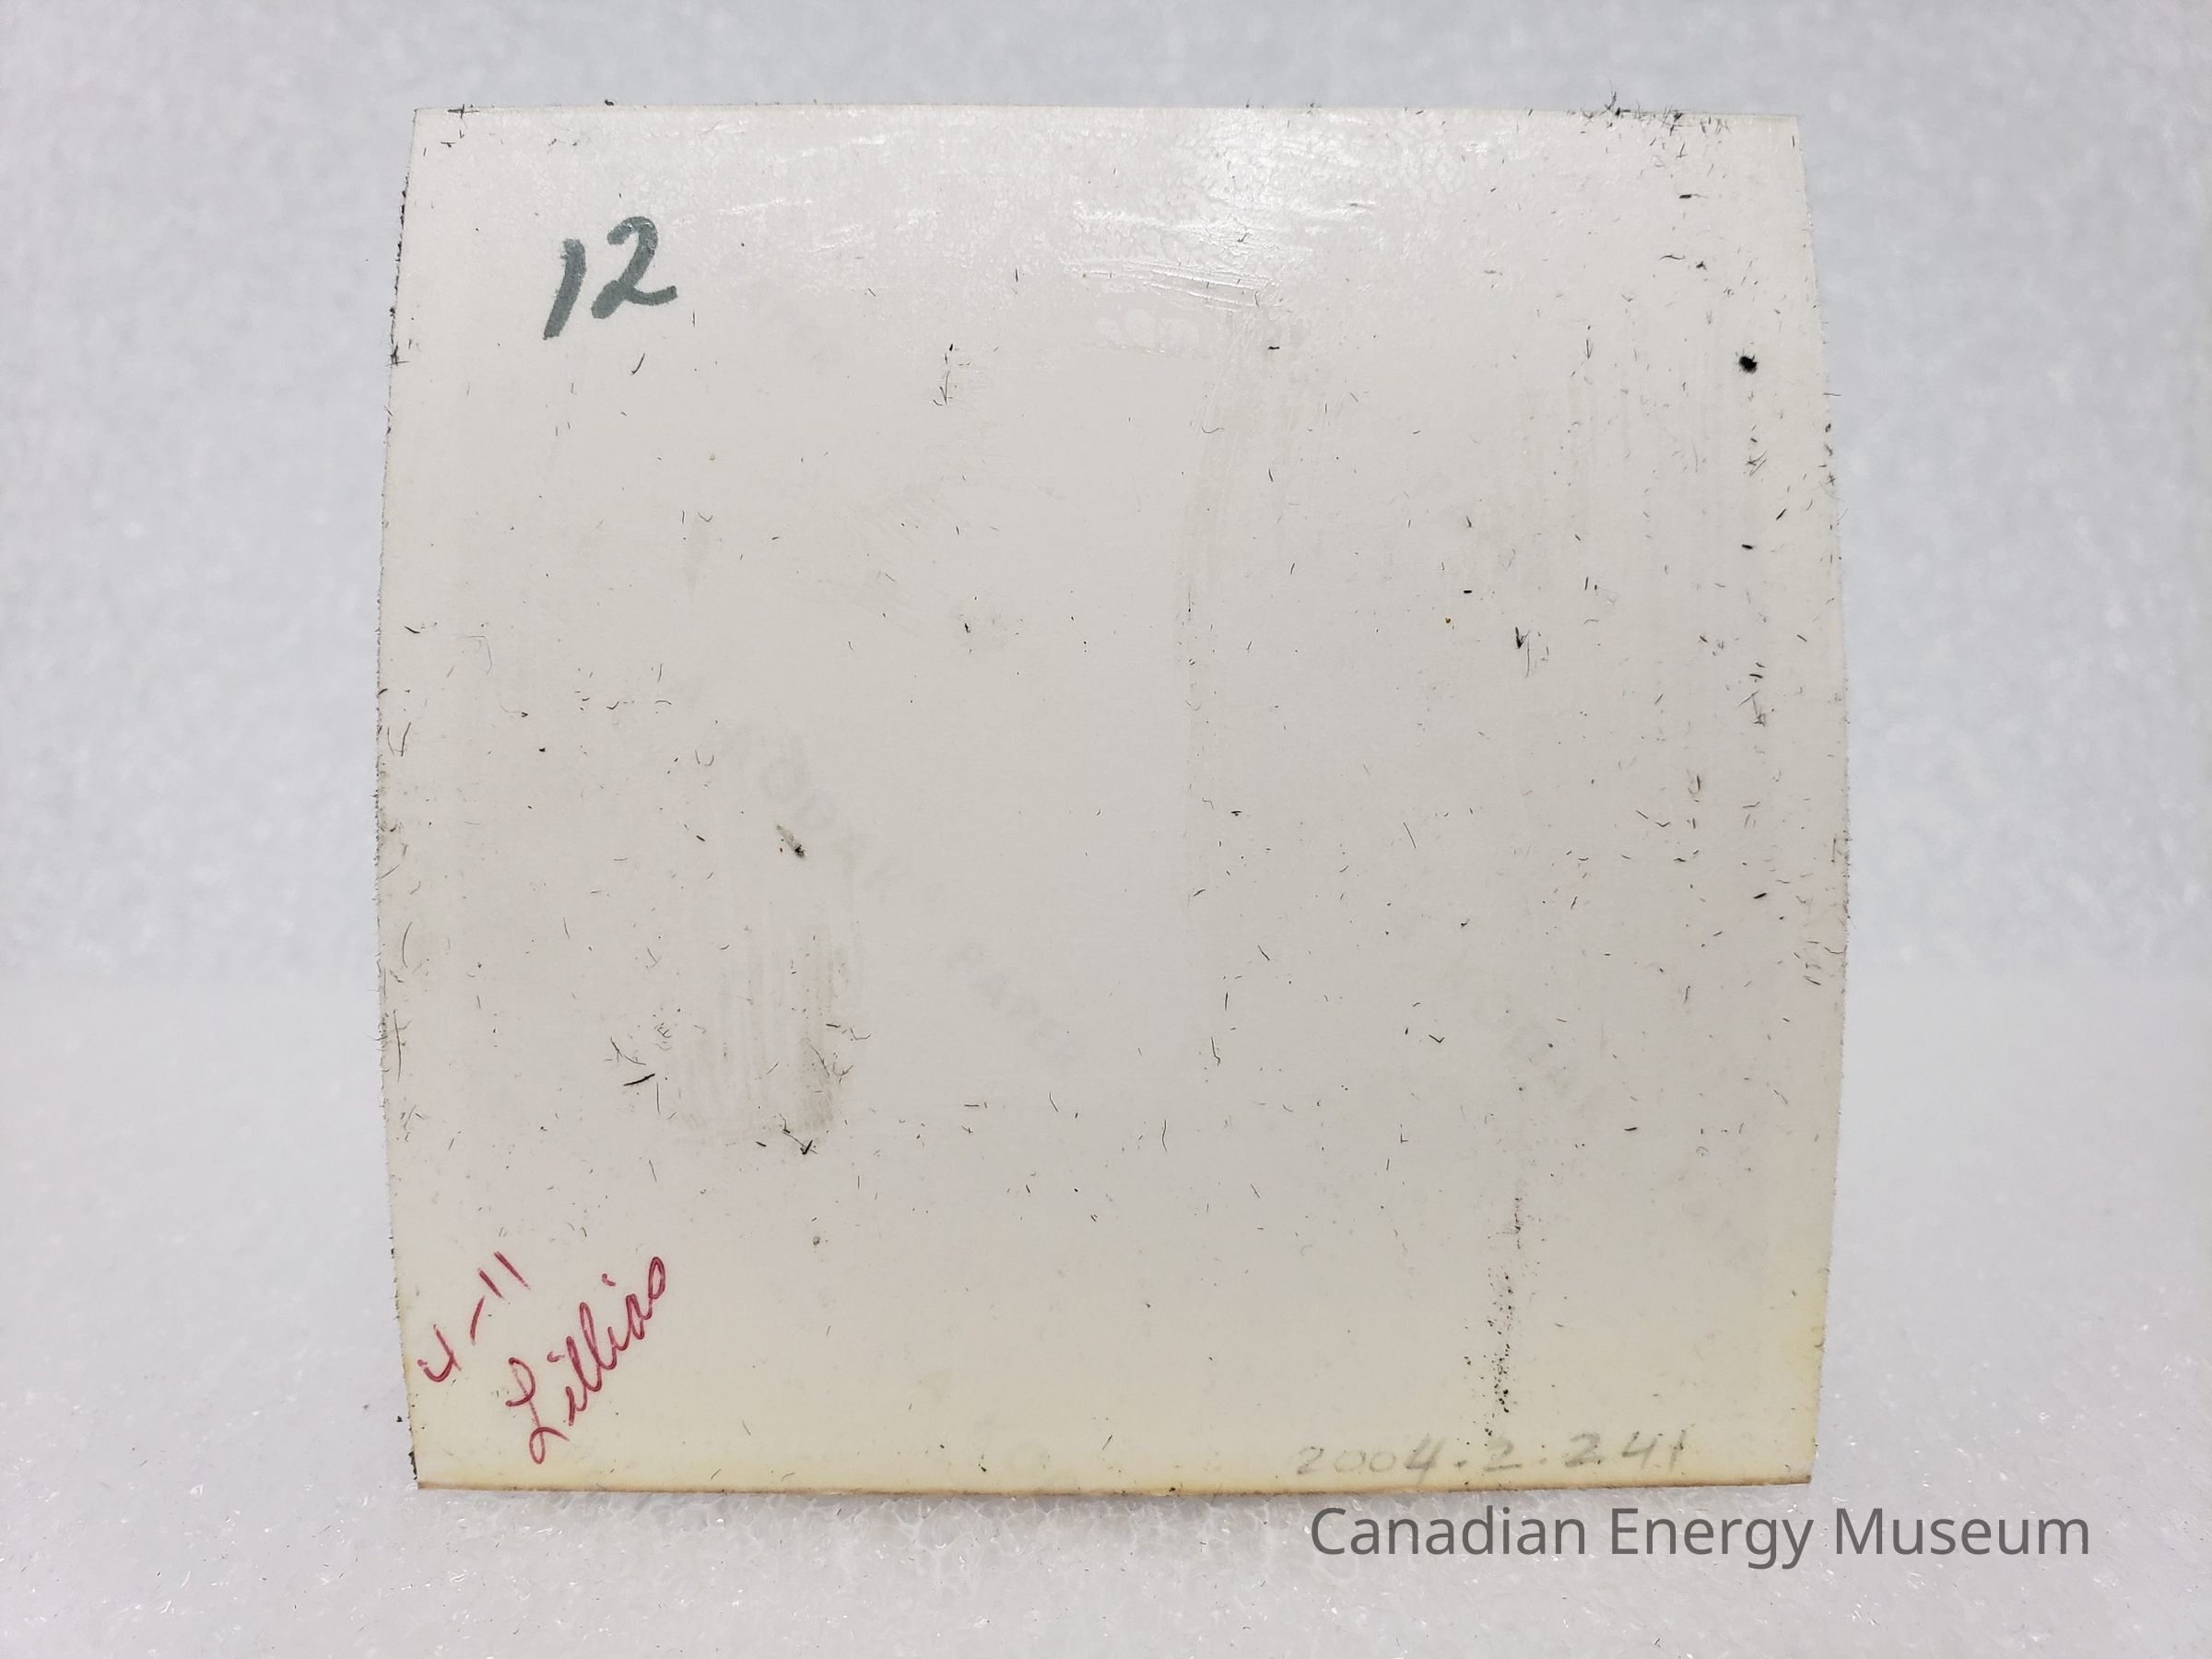 12
4-11
Lillian
2004.2.241
Canadian Energy Museum